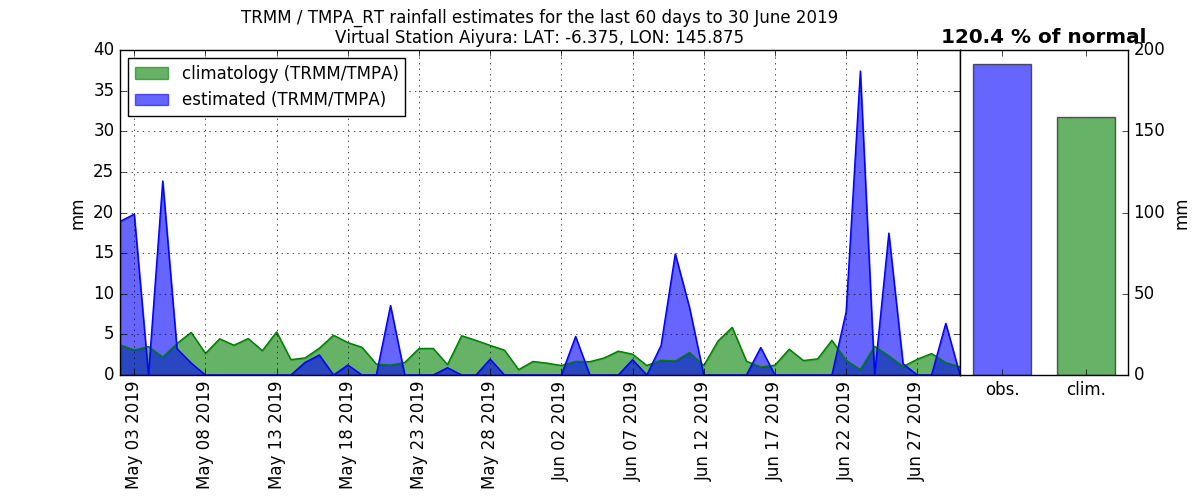 TRMM / TMPA_RT rainfall estimates for the last 60 days to 30 June 2019
Virtual Station Aiyura: LAT: -6.375, LON: 145.875
120.4 % of normal
climatology (TRMM/TMPA)
estimated (TRMM/TMPA)
40
35
30
25
20
15
10
5
0
mm
May 03 2019
May 08 2019
May 13 2019
May 18 2019
May 23 2019
May 28 2019
Jun 02 2019
Jun 07 2019
Jun 12 2019
Jun 17 2019
Jun 22 2019
Jun 27 2019
obs.
clim.
200
150
100
50
0
mm